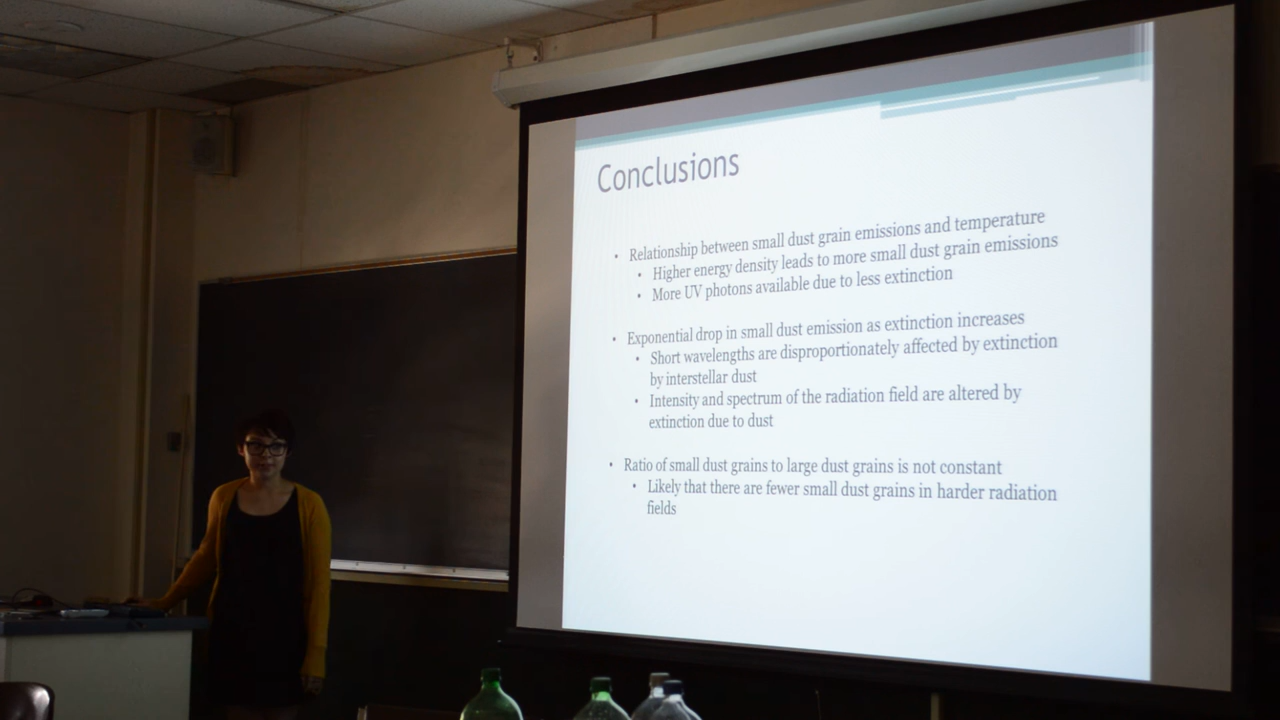 Conclusions
• Relationship between small dust grain emissions and temperature
• Higher energy density leads to more small dust grain emissions
• More UV photons available due to less extinction
• Exponential drop in small dust emission as extinction increases
• Short wavelengths are disproportionately affected by extinction
by interstellar dust
• Intensity and spectrum of the radiation field are altered by
extinction due to dust
• Ratio of small dust grains to large dust grains is not constant
• Likely that there are fewer small dust grains in harder radiation
fields